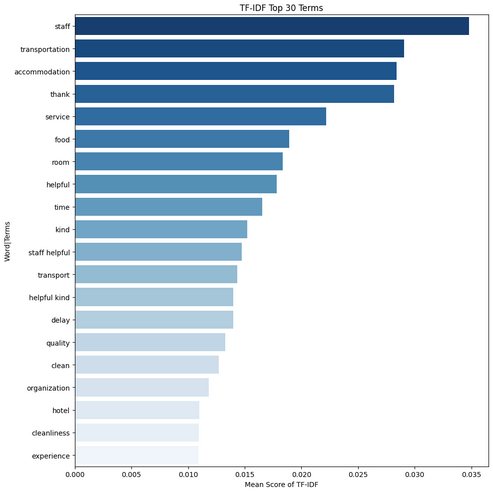 TF-IDF Top 30 Terms
staff
transportation
accommodation
thank
service
food
room
helpful
time
kind
staff helpful
transport
helpful kind
delay
quality
clean
organization
hotel
cleanliness
experience
Word|Terms
0.000 0.005 0.010 0.015 0.020 0.025 0.030 0.035
Mean Score of TF-IDF